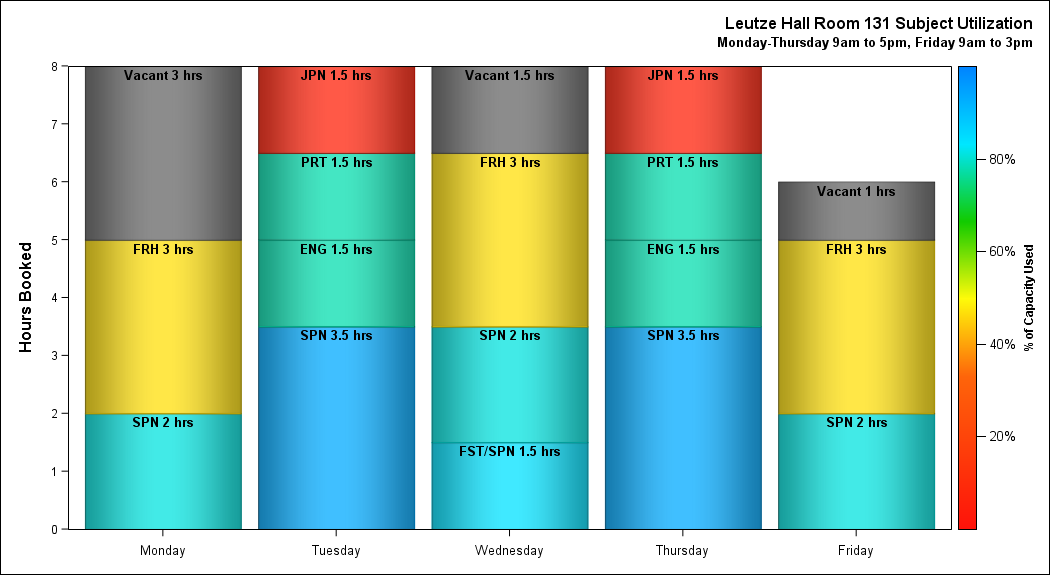 Leutze Hall Room 131 Subject Utilization
Monday-Thursday 9am to 5pm, Friday 9am to 3pm
Hours Booked
8
7
6
5
4
3
2
1
0
Vacant 3 hrs
FRH 3 hrs
SPN 2 hrs
JPN 1.5 hrs
PRT 1.5 hrs
ENG 1.5 hrs
SPN 3.5 hrs
Vacant 1.5 hrs
FRH 3 hrs
SPN 2 hrs
FST/SPN 1.5 hrs
JPN 1.5 hrs
PRT 1.5 hrs
ENG 1.5 hrs
SPN 3.5 hrs
Vacant 1 hrs
FRH 3 hrs
SPN 2 hrs
Monday
Tuesday
Wednesday
Thursday
Friday
80%
60%
40%
20%
% of Capacity Used